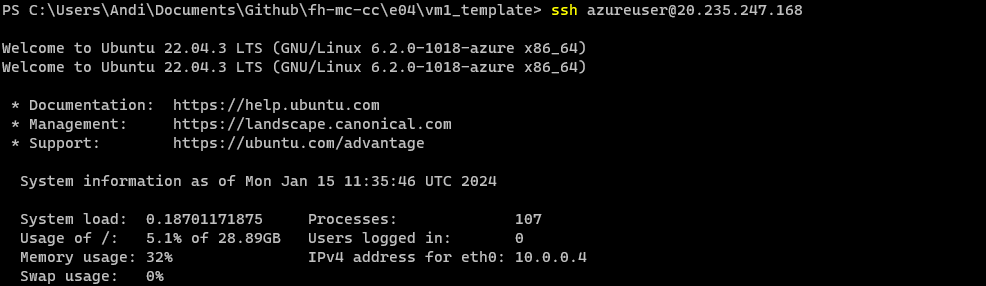 PS C:\Users\Andi\Documents\Github\fh-mc-cc\e04\vm1_template> ssh azureuser@20.235.247.168
Welcome to Ubuntu 22.04.3 LTS (GNU/Linux 6.2.0-1018-azure x86_64)
Welcome to Ubuntu 22.04.3 LTS (GNU/Linux 6.2.0-1018-azure x86_64)
* Documentation:  https://help.ubuntu.com
* Management:     https://landscape.canonical.com
* Support:        https://ubuntu.com/advantage
System information as of Mon Jan 15 11:35:46 UTC 2024
System load:  0.18701171875     Processes:             107
Usage of /:   5.1% of 28.89GB   Users logged in:       0
Memory usage: 32%               IPv4 address for eth0: 10.0.0.4
Swap usage:   0%